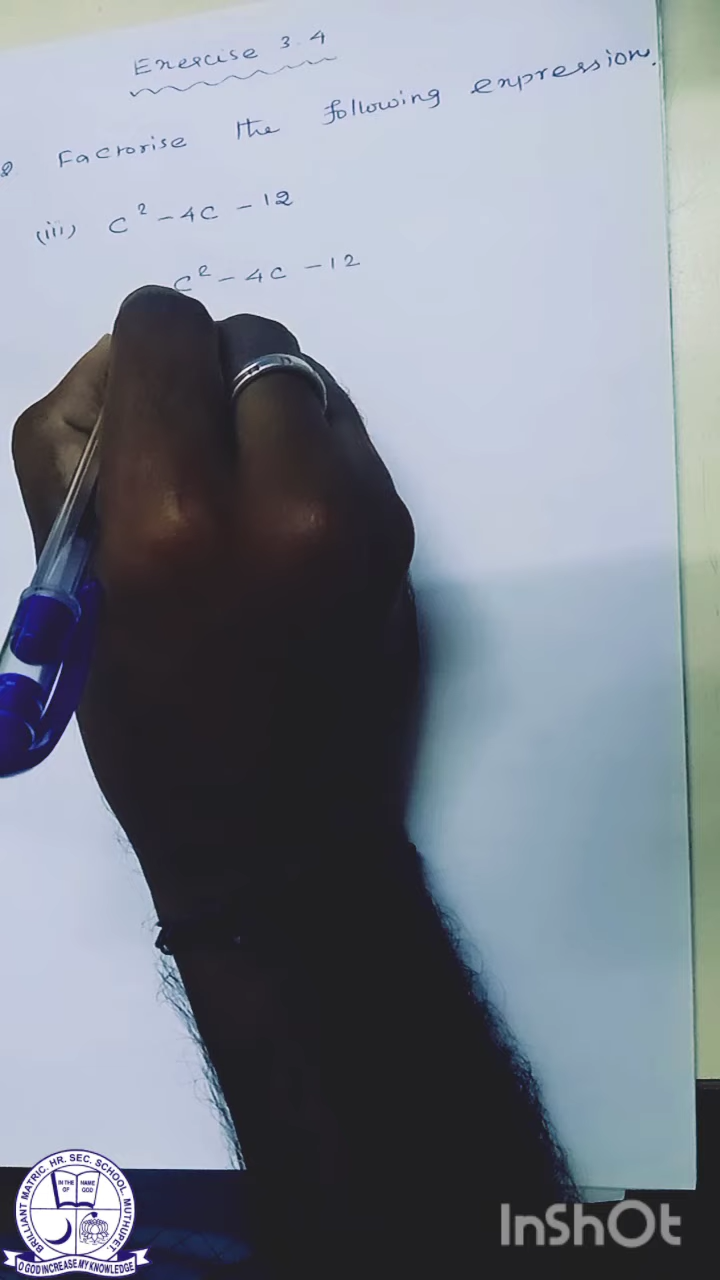 Exercise 3.4
2. Factorise the following expression.
(iii) c² - 4c - 12
c² - 4c - 12
BRILLIANT MATRIC. HR. SEC. SCHOOL, MUTHUPET.
IN THE NAME
OF GOD
O GOD INCREASE MY KNOWLEDGE
InShOt